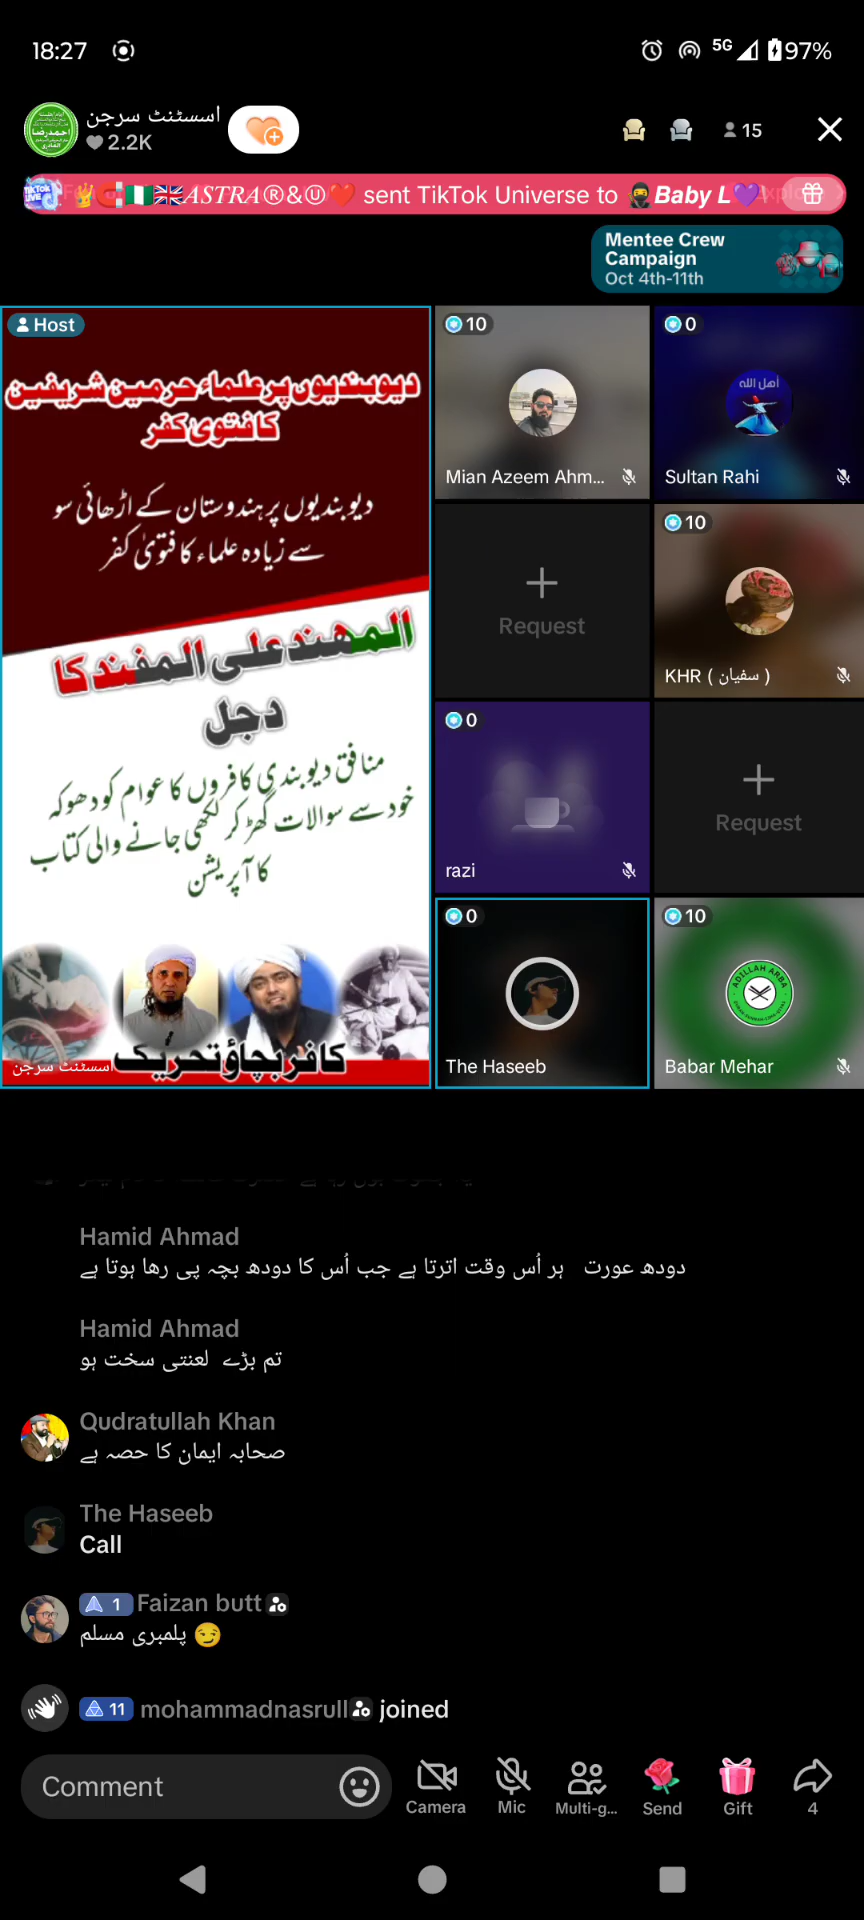 18:27
5G
97%
اسسٹنٹ سرجن
2.2K
15
ASTRA®&Ⓤ sent TikTok Universe to Baby L
Mentee Crew
Campaign
Oct 4th-11th
Host
دیوبندیوں پر علماء حرمین شریفین
کا فتویٰ کفر
دیوبندیوں پر ہندوستان کے اڑھائی سو
سے زیادہ علماء کا فتویٰ کفر
المھند علی المفند کا
دجل
منافق دیوبندی کافروں کا عوام کو دھوکہ
خود سے سوالات گھڑ کر لکھی جانے والی کتاب
کا آپریشن
کافر بچاؤ تحریک
اسسٹنٹ سرجن
10
Mian Azeem Ahm...
0
اهل الله
Sultan Rahi
+
Request
10
KHR ( سفیان )
0
razi
+
Request
0
The Haseeb
10
ADILLAH ARBA
Babar Mehar
Hamid Ahmad
دودھ عورت ہر اُس وقت اترتا ہے جب اُس کا دودھ بچہ پی رھا ہوتا ہے
Hamid Ahmad
تم بڑے لعنتی سخت ہو
Qudratullah Khan
صحابہ ایمان کا حصہ ہے
The Haseeb
Call
1 Faizan butt
پلمبری مسلم 😏
11 mohammadnasrull joined
Comment
Camera
Mic
Multi-g...
Send
Gift
4